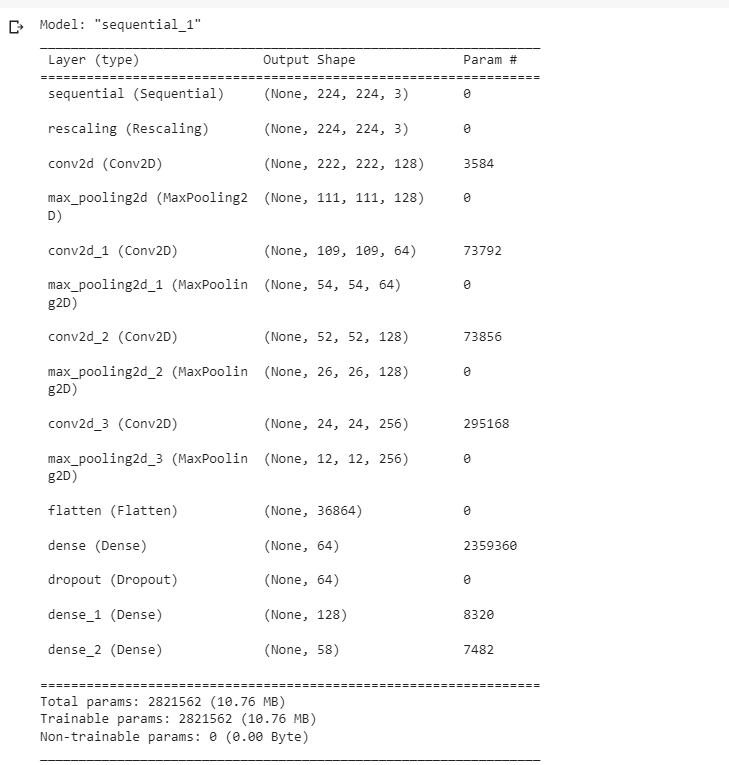 Model: "sequential_1"
Layer (type) Output Shape Param #
sequential (Sequential) (None, 224, 224, 3) 0
rescaling (Rescaling) (None, 224, 224, 3) 0
conv2d (Conv2D) (None, 222, 222, 128) 3584
max_pooling2d (MaxPooling2 (None, 111, 111, 128) 0
D)
conv2d_1 (Conv2D) (None, 109, 109, 64) 73792
max_pooling2d_1 (MaxPoolin (None, 54, 54, 64) 0
g2D)
conv2d_2 (Conv2D) (None, 52, 52, 128) 73856
max_pooling2d_2 (MaxPoolin (None, 26, 26, 128) 0
g2D)
conv2d_3 (Conv2D) (None, 24, 24, 256) 295168
max_pooling2d_3 (MaxPoolin (None, 12, 12, 256) 0
g2D)
flatten (Flatten) (None, 36864) 0
dense (Dense) (None, 64) 2359360
dropout (Dropout) (None, 64) 0
dense_1 (Dense) (None, 128) 8320
dense_2 (Dense) (None, 58) 7482
Total params: 2821562 (10.76 MB)
Trainable params: 2821562 (10.76 MB)
Non-trainable params: 0 (0.00 Byte)